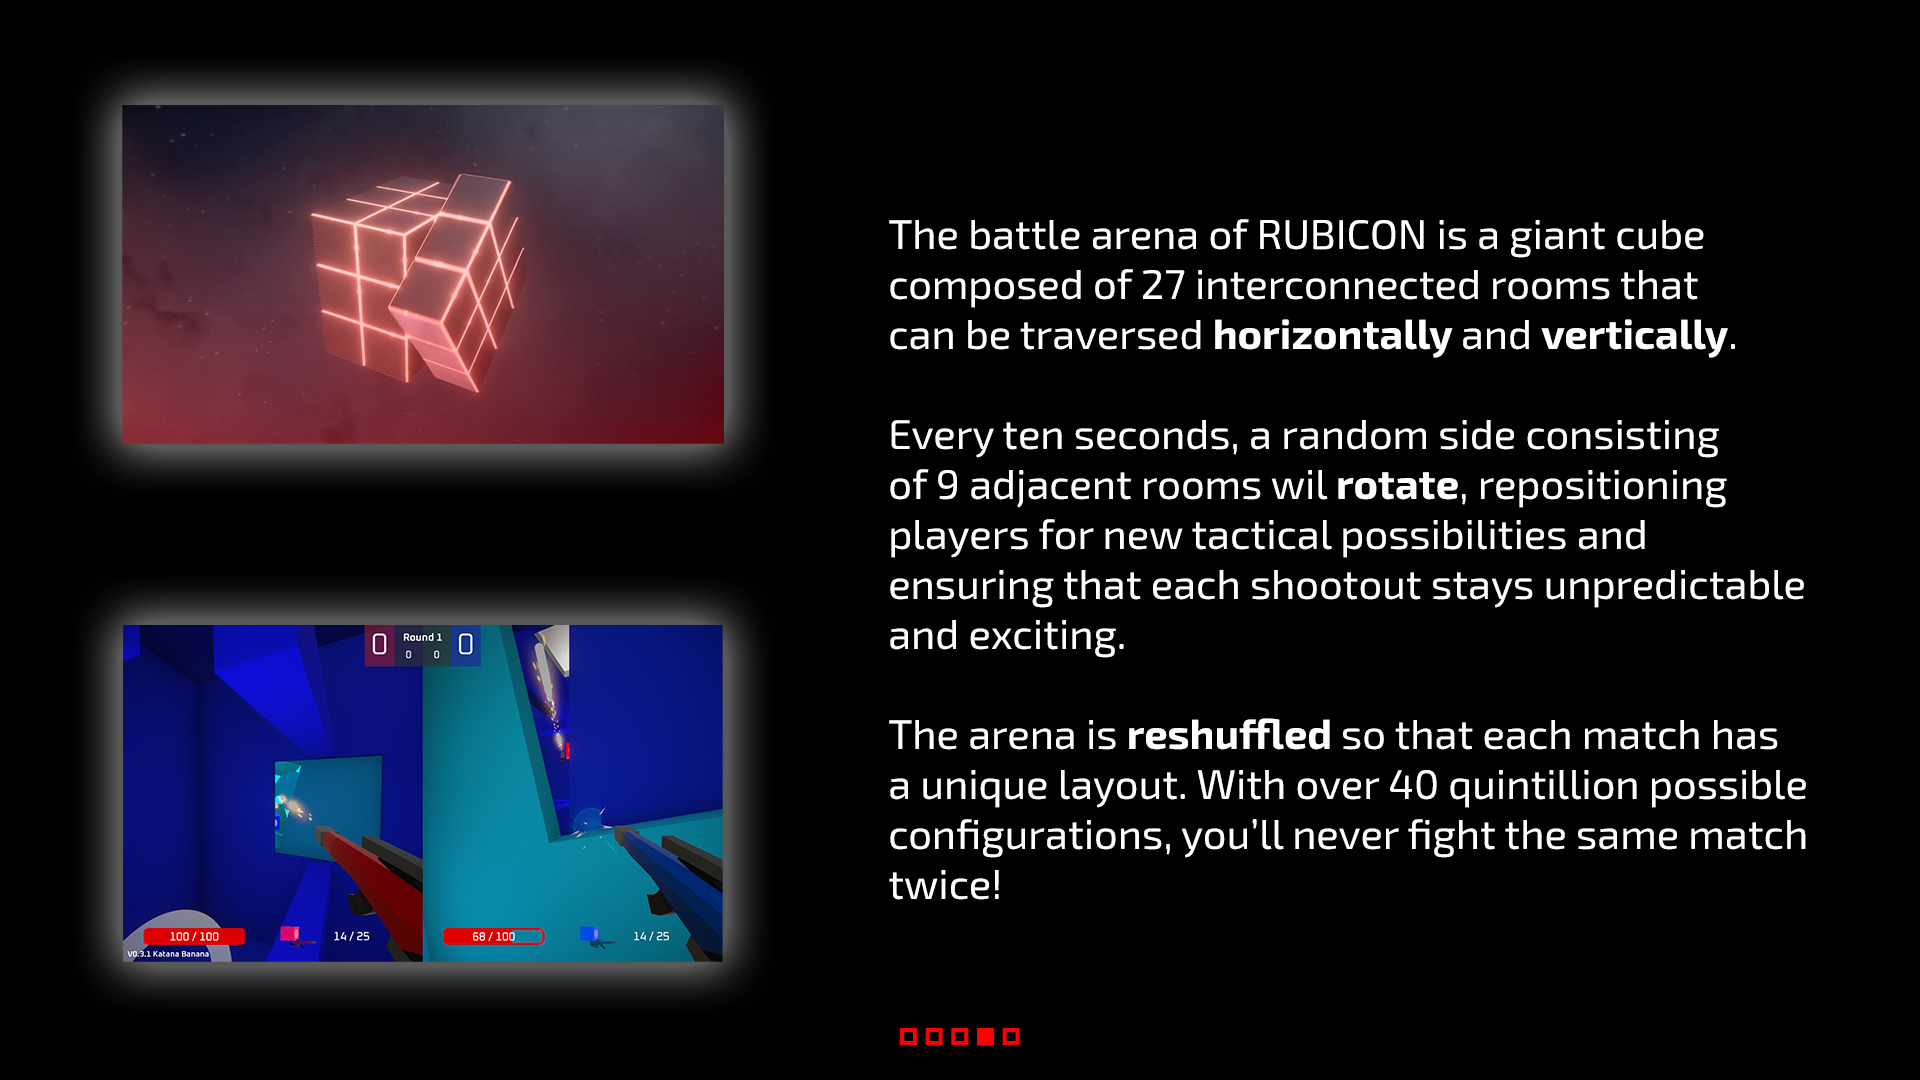 The battle arena of RUBICON is a giant cube
composed of 27 interconnected rooms that
can be traversed horizontally and vertically.
Every ten seconds, a random side consisting
of 9 adjacent rooms wil rotate, repositioning
players for new tactical possibilities and
ensuring that each shootout stays unpredictable
and exciting.
The arena is reshuffled so that each match has
a unique layout. With over 40 quintillion possible
configurations, you’ll never fight the same match
twice!
0 Round 1 0
0 0
100 / 100 14 / 25 68 / 100 14 / 25
V0.3.1 Katana Banana